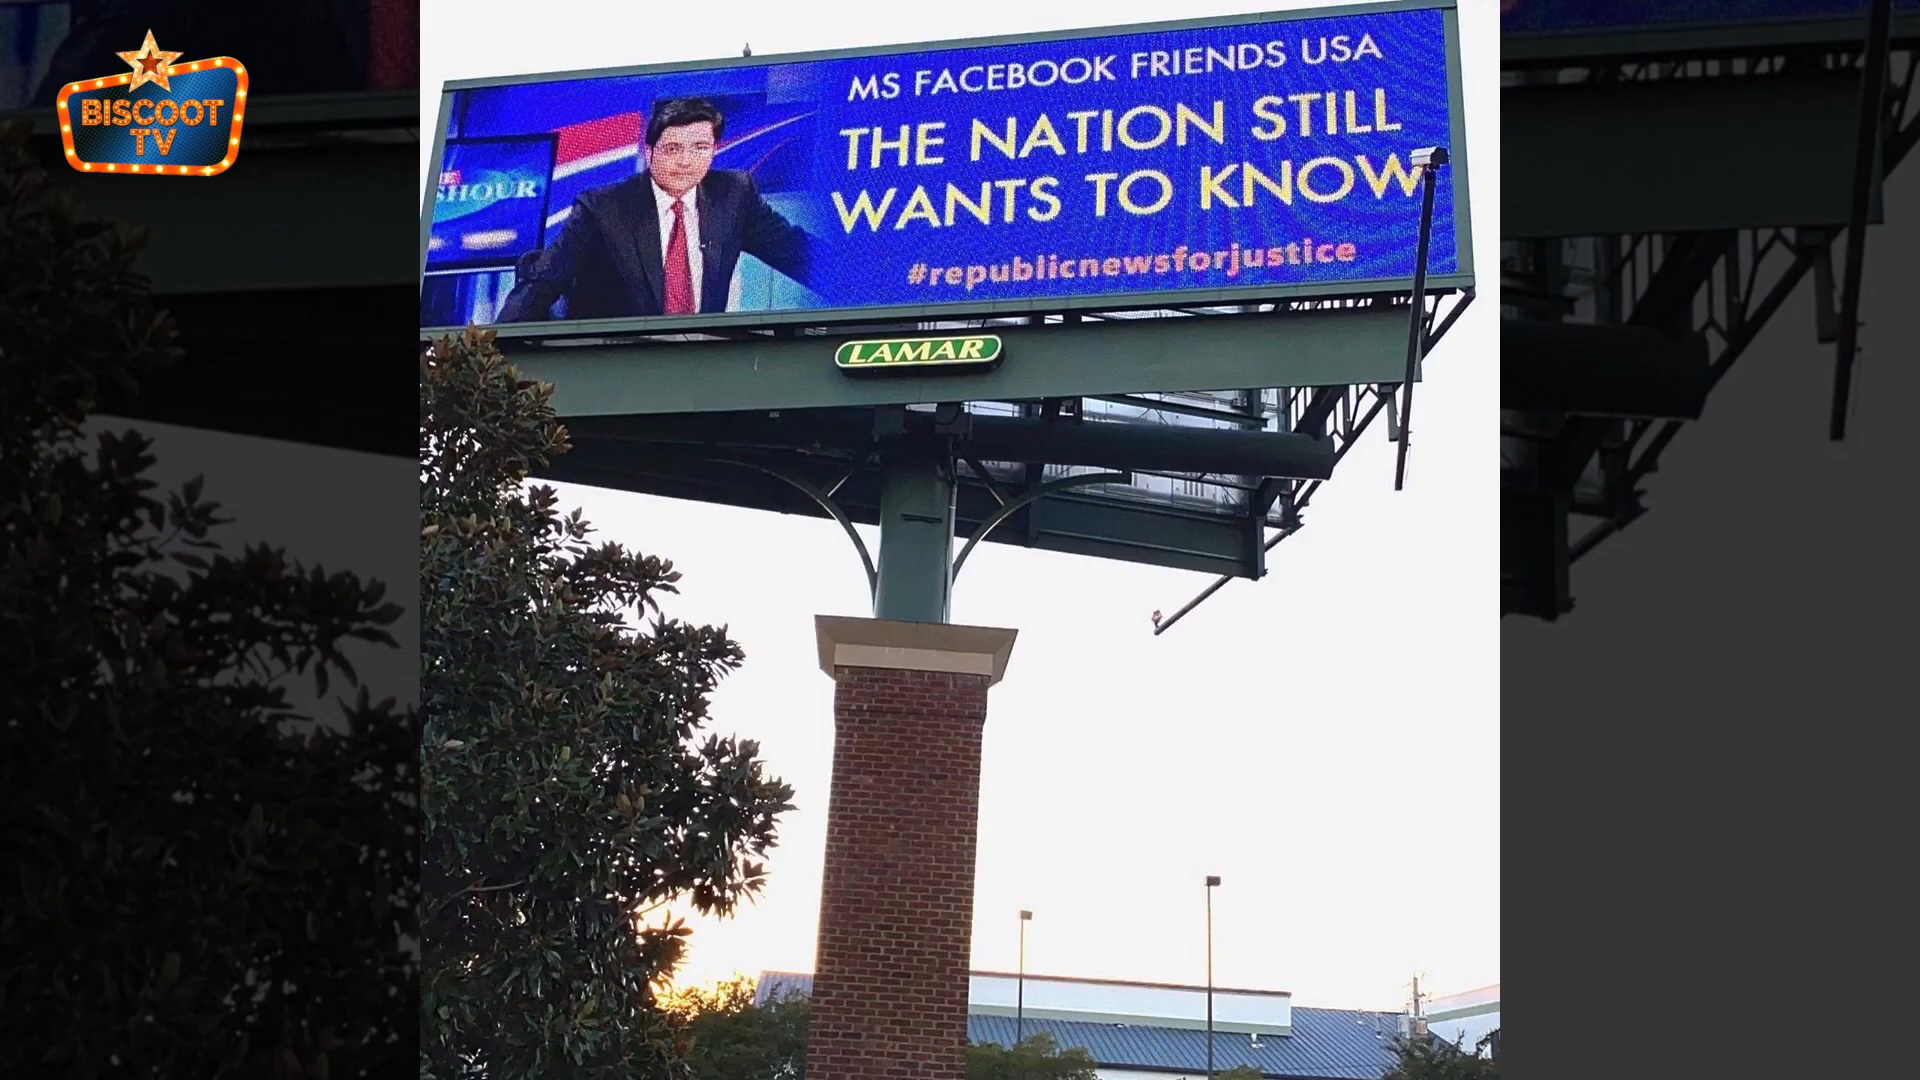 BISCOOT
TV
MS FACEBOOK FRIENDS USA
THE NATION STILL
WANTS TO KNOW
#republicnewsforjustice
LAMAR